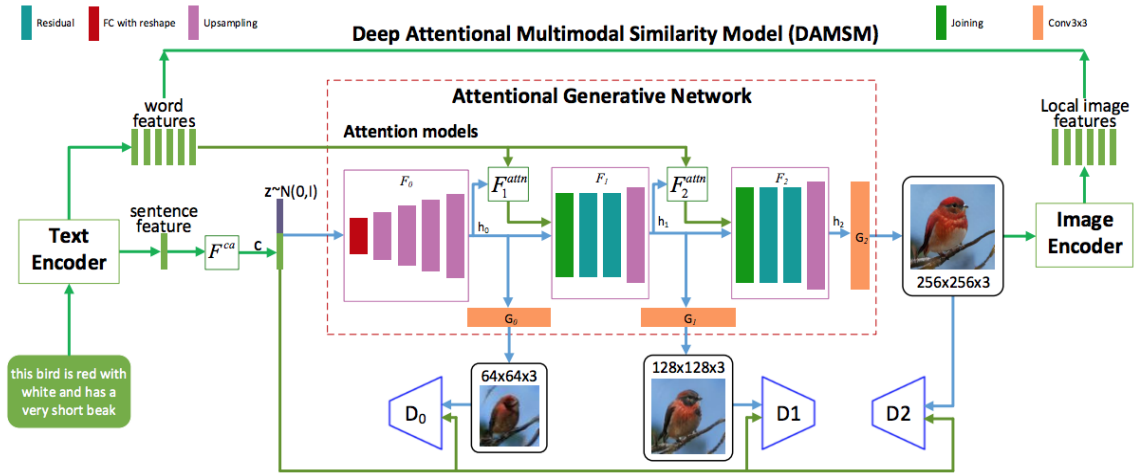 Residual
FC with reshape
Upsampling
Joining
Conv3x3
Deep Attentional Multimodal Similarity Model (DAMSM)
Attentional Generative Network
word
features
Local image
features
Attention models
z~N(0,I)
F₀
F₁ᵃᵗᵗⁿ
F₁
F₂ᵃᵗᵗⁿ
F₂
sentence
feature
Text
Encoder
Fᶜᵃ
c
h₀
h₁
h₂
G₂
Image
Encoder
256x256x3
G₀
G₁
this bird is red with
white and has a
very short beak
64x64x3
128x128x3
D₀
D1
D2